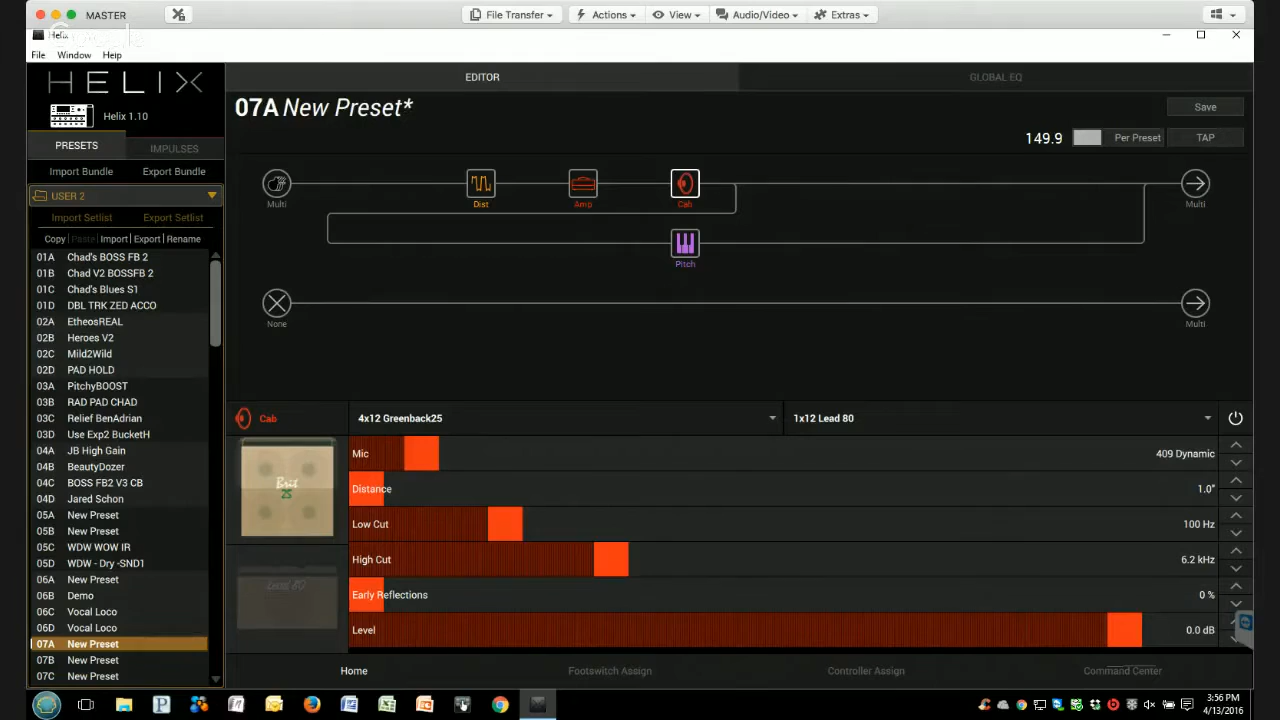 MASTER
File Transfer
Actions
View
Audio/Video
Extras
Helix
File Window Help
HELIX
Helix 1.10
PRESETS
IMPULSES
Import Bundle
Export Bundle
USER 2
Import Setlist
Export Setlist
Copy | Paste | Import | Export | Rename
01A Chad's BOSS FB 2
01B Chad V2 BOSSFB 2
01C Chad's Blues S1
01D DBL TRK ZED ACCO
02A EtheosREAL
02B Heroes V2
02C Mild2Wild
02D PAD HOLD
03A PitchyBOOST
03B RAD PAD CHAD
03C Relief BenAdrian
03D Use Exp2 BucketH
04A JB High Gain
04B BeautyDozer
04C BOSS FB2 V3 CB
04D Jared Schon
05A New Preset
05B New Preset
05C WDW WOW IR
05D WDW - Dry -SND1
06A New Preset
06B Demo
06C Vocal Loco
06D Vocal Loco
07A New Preset
07B New Preset
07C New Preset
EDITOR
GLOBAL EQ
07A New Preset*
Save
149.9
Per Preset
TAP
Multi
Dist
Amp
Cab
Multi
Pitch
None
Multi
Cab
4x12 Greenback25
1x12 Lead 80
Brit
25
Lead 80
Mic 409 Dynamic
Distance 1.0"
Low Cut 100 Hz
High Cut 6.2 kHz
Early Reflections 0 %
Level 0.0 dB
Home
Footswitch Assign
Controller Assign
Command Center
3:56 PM
4/13/2016